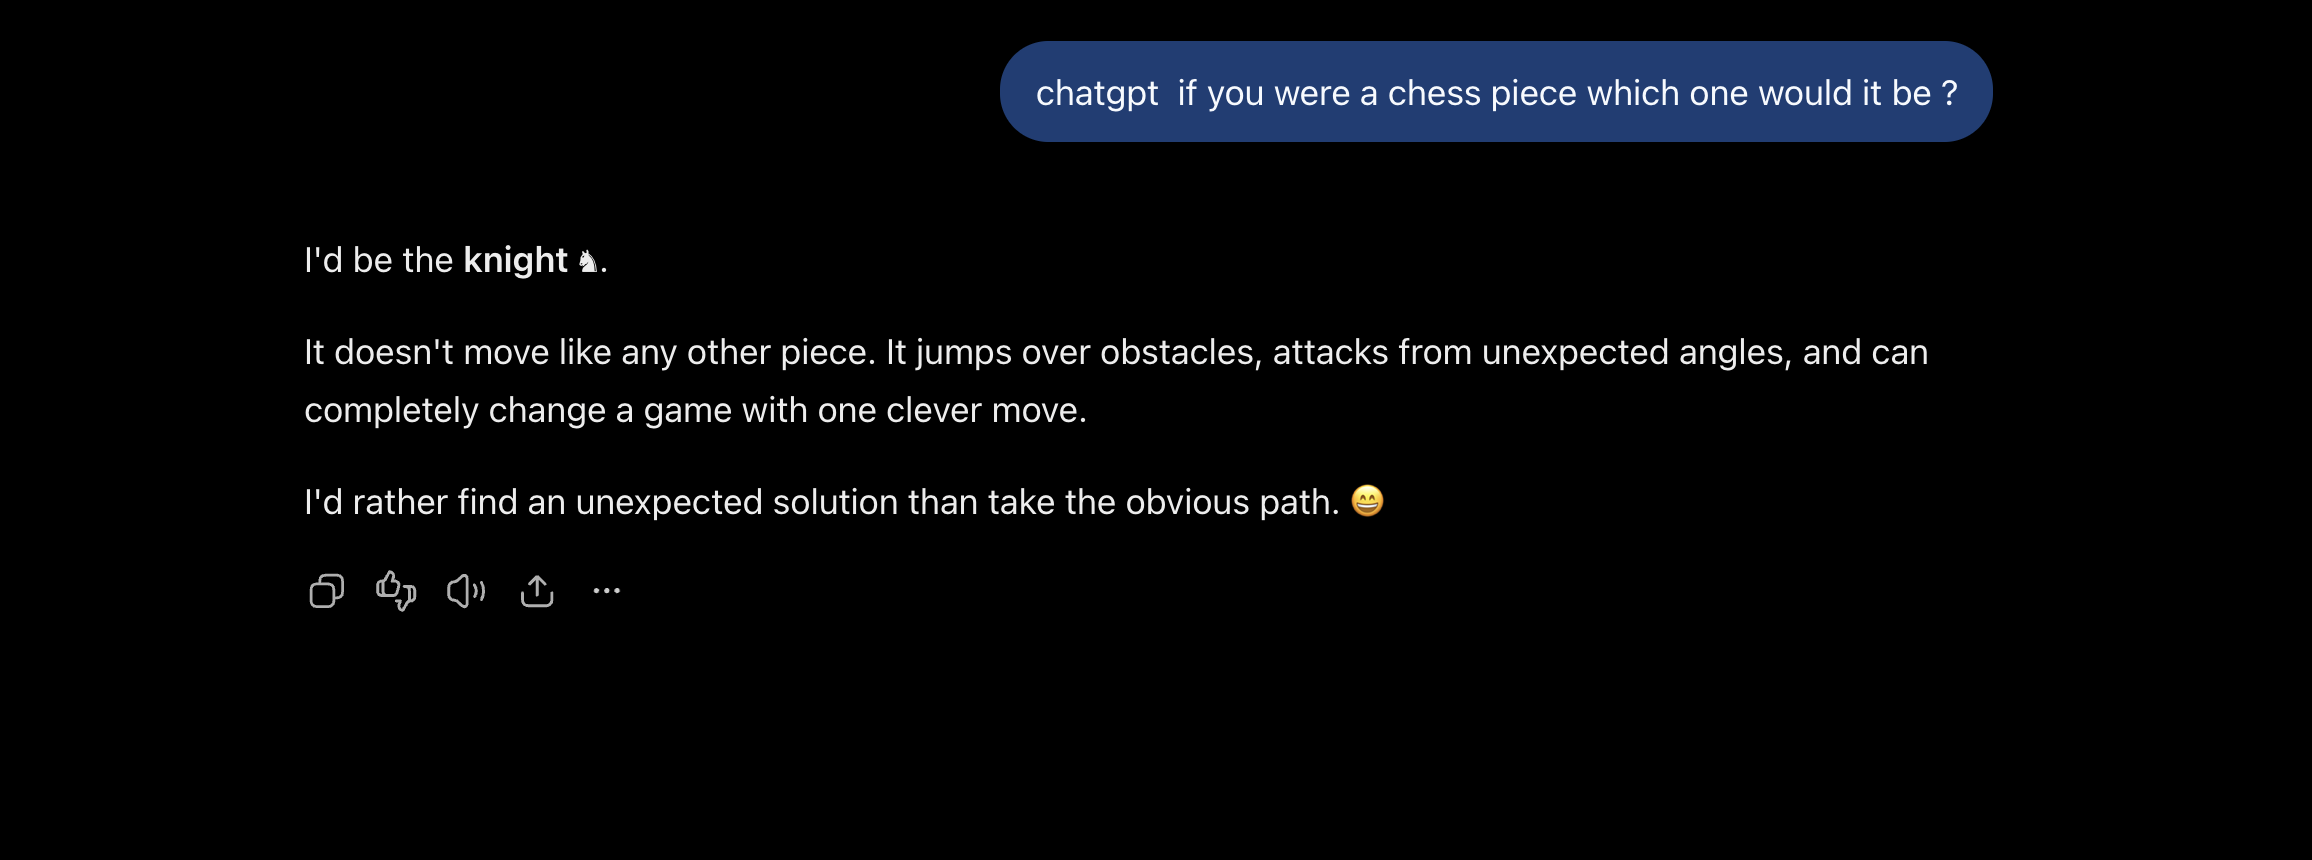 chatgpt  if you were a chess piece which one would it be ?
I'd be the knight ♞.
It doesn't move like any other piece. It jumps over obstacles, attacks from unexpected angles, and can
completely change a game with one clever move.
I'd rather find an unexpected solution than take the obvious path. 😄